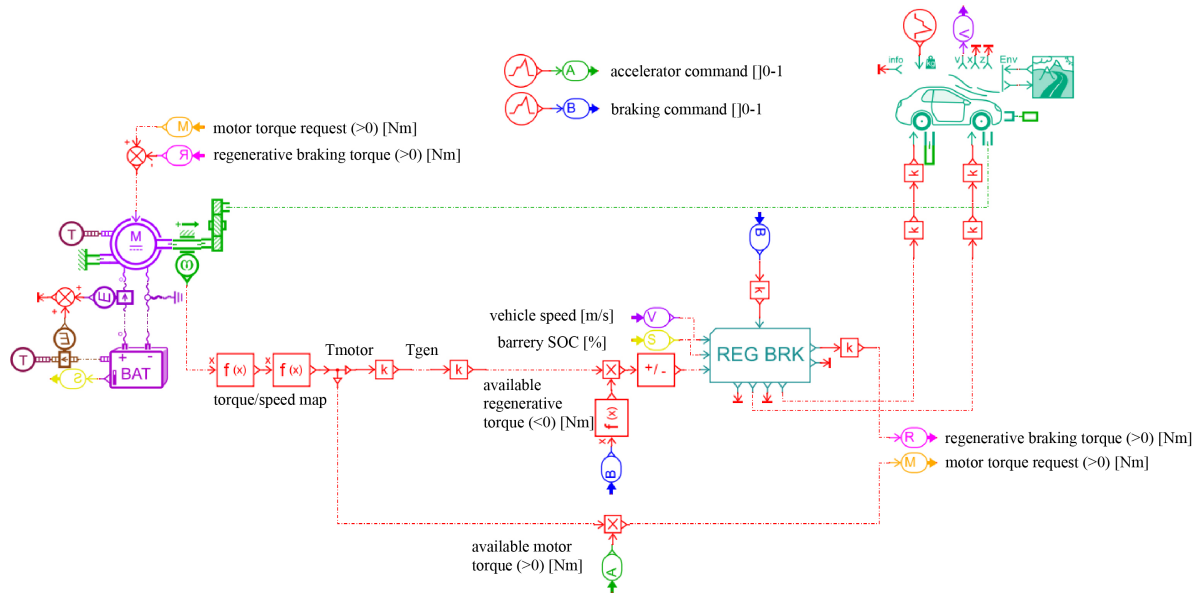 info
v
x
z
Env
KG
A
accelerator command []0-1
B
braking command []0-1
M
motor torque request (>0) [Nm]
R
regenerative braking torque (>0) [Nm]
+
-
k
k
k
k
+
T
M
B
ω
E
k
vehicle speed [m/s]
V
barrery SOC [%]
S
REG BRK
+
+
E
T
+ -
BAT
S
x
f(x)
x
f(x)
torque/speed map
Tmotor
k
Tgen
k
available
regenerative
torque (<0) [Nm]
X
+/-
k
f(x)
x
B
R
regenerative braking torque (>0) [Nm]
M
motor torque request (>0) [Nm]
X
available motor
torque (>0) [Nm]
A